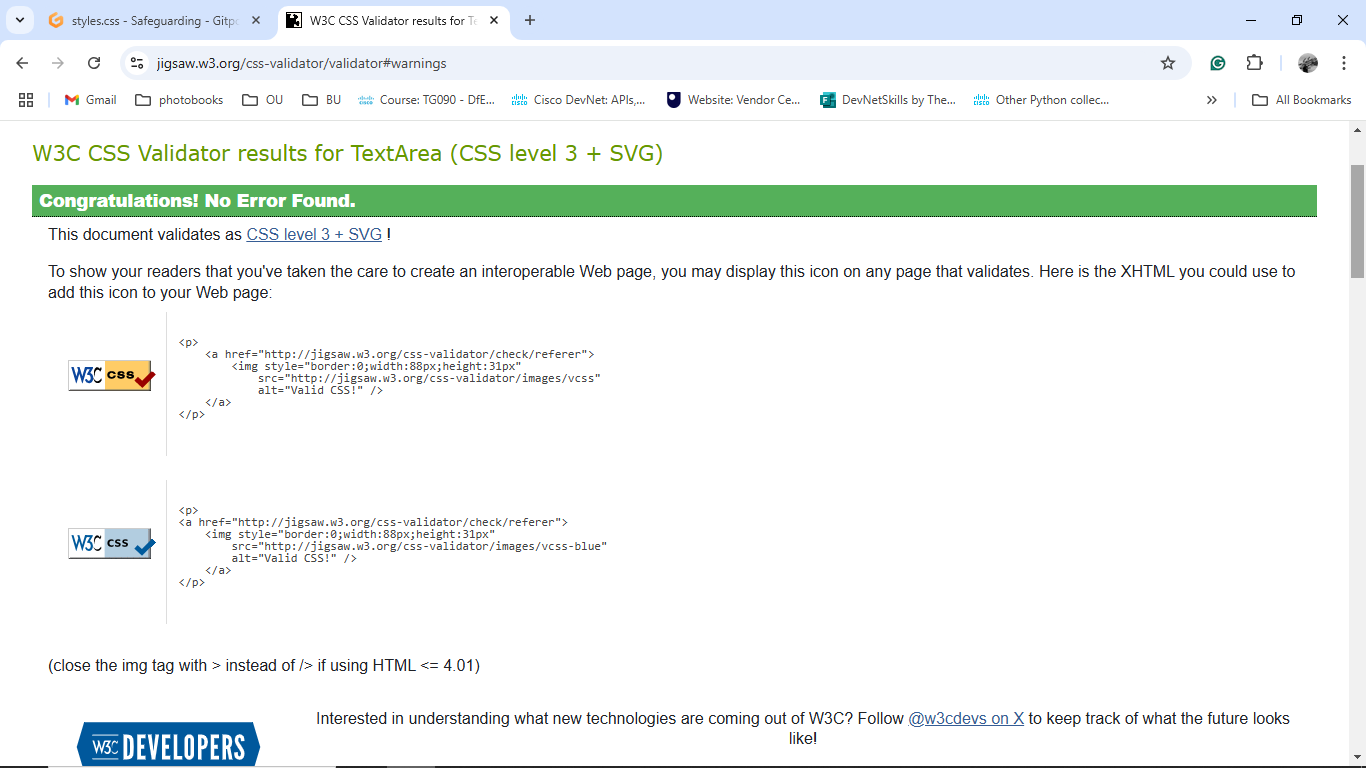 styles.css - Safeguarding - Gitp
W3C CSS Validator results for Te
jigsaw.w3.org/css-validator/validator#warnings
Gmail photobooks OU BU Course: TG090 - DfE... Cisco DevNet: APIs,... Website: Vendor Ce... DevNetSkills by The... Other Python collec... » All Bookmarks
W3C CSS Validator results for TextArea (CSS level 3 + SVG)
Congratulations! No Error Found.
This document validates as CSS level 3 + SVG !
To show your readers that you've taken the care to create an interoperable Web page, you may display this icon on any page that validates. Here is the XHTML you could use to
add this icon to your Web page:
W3C css
<p>
<a href="http://jigsaw.w3.org/css-validator/check/referer">
<img style="border:0;width:88px;height:31px"
src="http://jigsaw.w3.org/css-validator/images/vcss"
alt="Valid CSS!" />
</a>
</p>
W3C css
<p>
<a href="http://jigsaw.w3.org/css-validator/check/referer">
<img style="border:0;width:88px;height:31px"
src="http://jigsaw.w3.org/css-validator/images/vcss-blue"
alt="Valid CSS!" />
</a>
</p>
(close the img tag with > instead of /> if using HTML <= 4.01)
W3C DEVELOPERS
Interested in understanding what new technologies are coming out of W3C? Follow @w3cdevs on X to keep track of what the future looks
like!